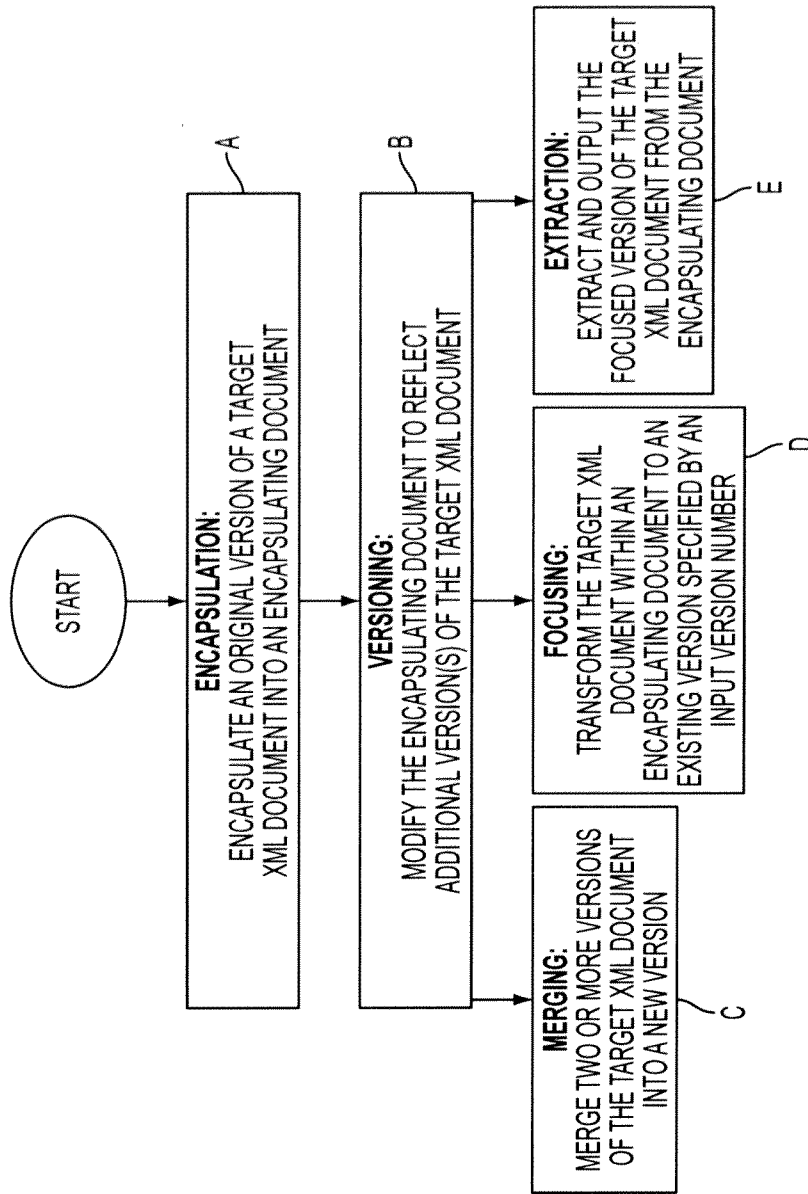 START
ENCAPSULATION:
ENCAPSULATE AN ORIGINAL VERSION OF A TARGET
XML DOCUMENT INTO AN ENCAPSULATING DOCUMENT
A
VERSIONING:
MODIFY THE ENCAPSULATING DOCUMENT TO REFLECT
ADDITIONAL VERSION(S) OF THE TARGET XML DOCUMENT
B
MERGING:
MERGE TWO OR MORE VERSIONS
OF THE TARGET XML DOCUMENT
INTO A NEW VERSION
C
FOCUSING:
TRANSFORM THE TARGET XML
DOCUMENT WITHIN AN
ENCAPSULATING DOCUMENT TO AN
EXISTING VERSION SPECIFIED BY AN
INPUT VERSION NUMBER
D
EXTRACTION:
EXTRACT AND OUTPUT THE
FOCUSED VERSION OF THE TARGET
XML DOCUMENT FROM THE
ENCAPSULATING DOCUMENT
E